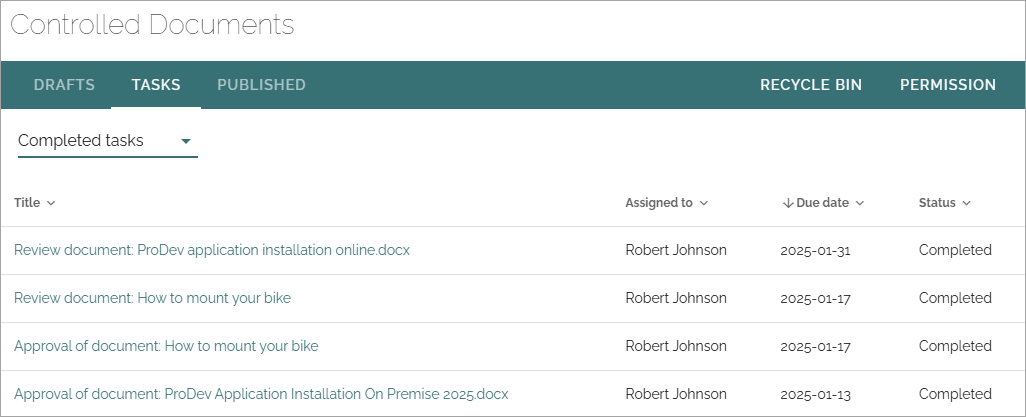 Controlled Documents
DRAFTS TASKS PUBLISHED RECYCLE BIN PERMISSION
Completed tasks
Title Assigned to Due date Status
Review document: ProDev application installation online.docx Robert Johnson 2025-01-31 Completed
Review document: How to mount your bike Robert Johnson 2025-01-17 Completed
Approval of document: How to mount your bike Robert Johnson 2025-01-17 Completed
Approval of document: ProDev Application Installation On Premise 2025.docx Robert Johnson 2025-01-13 Completed